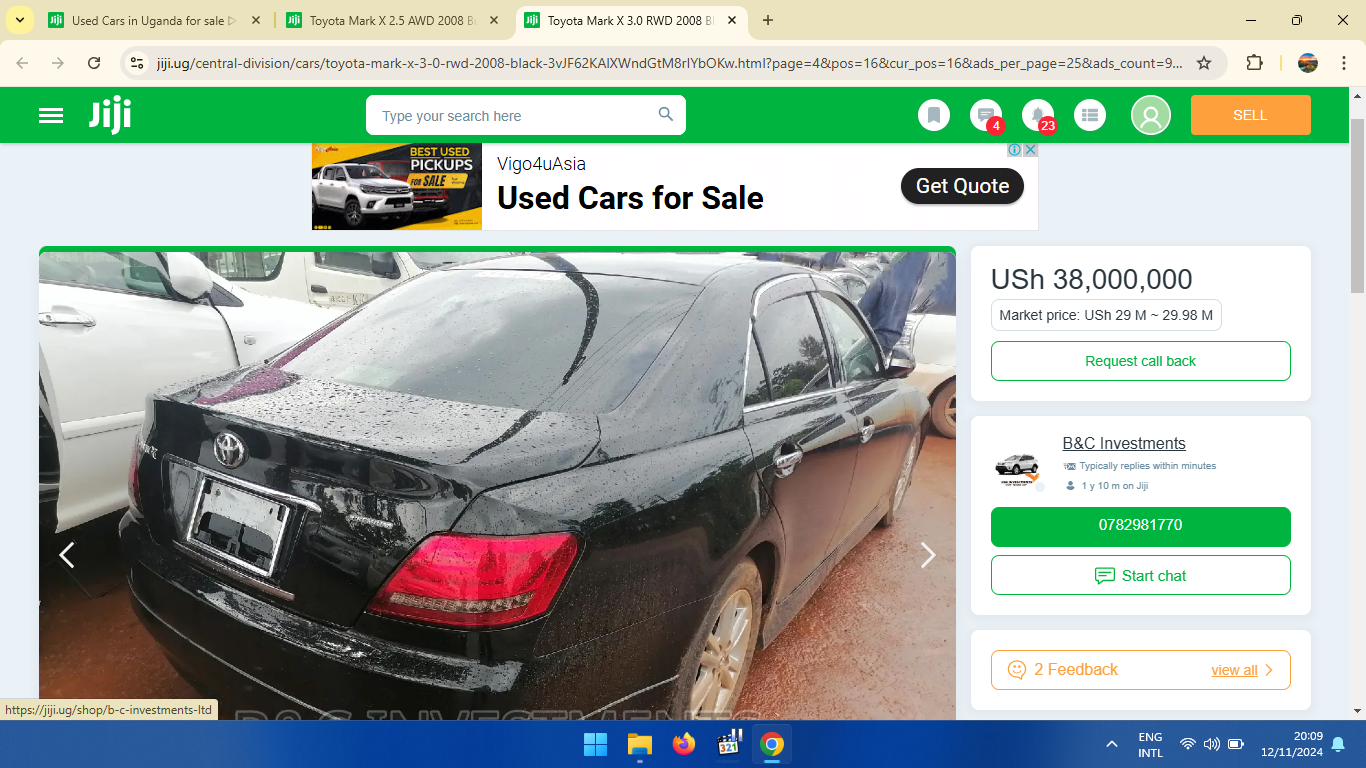 Used Cars in Uganda for sale
Toyota Mark X 2.5 AWD 2008 B
Toyota Mark X 3.0 RWD 2008 B
jiji.ug/central-division/cars/toyota-mark-x-3-0-rwd-2008-black-3vJF62KAlXWndGtM8rlYbOKw.html?page=4&pos=16&cur_pos=16&ads_per_page=25&ads_count=9...
Jiji
Type your search here
4
23
SELL
BEST USED
PICKUPS
FOR SALE
Vigo4uAsia
Used Cars for Sale
Get Quote
USh 38,000,000
Market price: USh 29 M ~ 29.98 M
Request call back
B&C Investments
Typically replies within minutes
1 y 10 m on Jiji
0782981770
Start chat
2 Feedback
view all
B&C INVESTMENTS
https://jiji.ug/shop/b-c-investments-ltd
321
ENG
INTL
20:09
12/11/2024